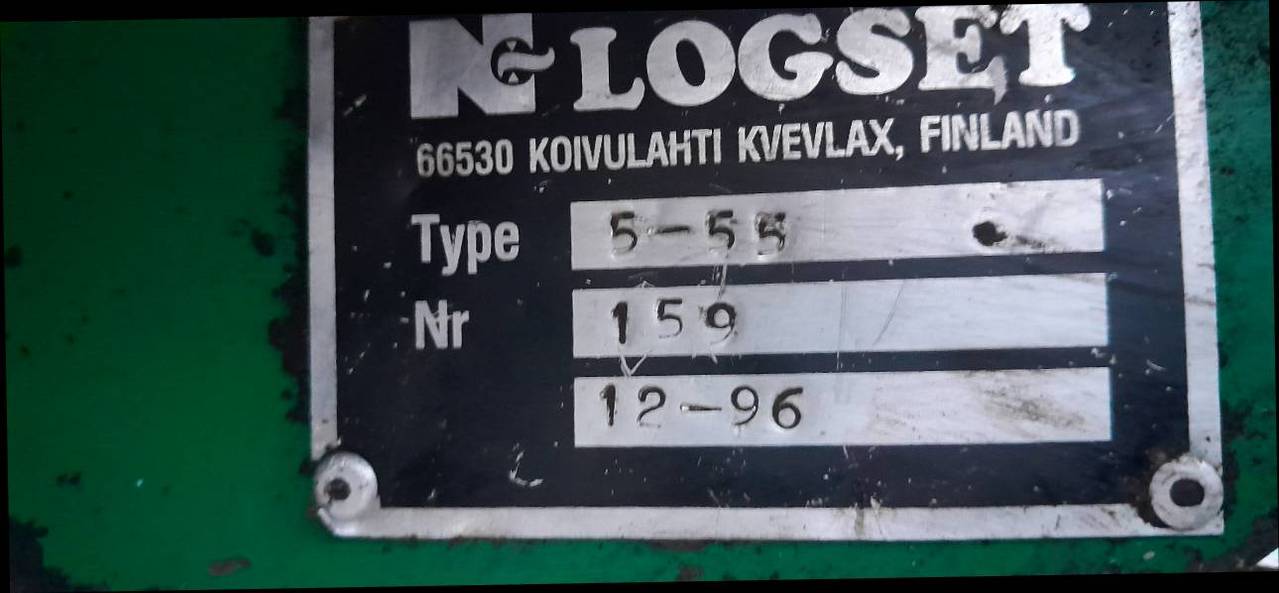 LOGSET
66530 KOIVULAHTI KVEVLAX, FINLAND
Type 5-55
Nr 159
12-96